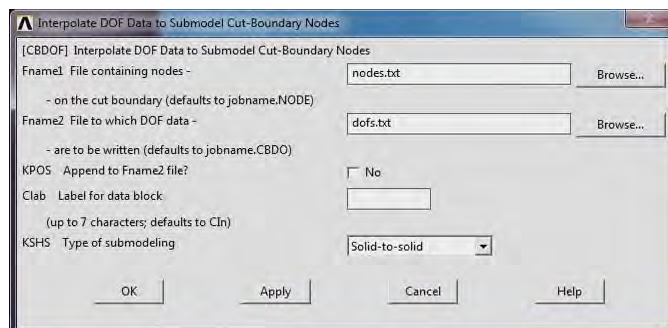 Interpolate DOF Data to Submodel Cut-Boundary Nodes
[CBDOF] Interpolate DOF Data to Submodel Cut-Boundary Nodes
Fname1 File containing nodes - nodes.txt Browse...
- on the cut boundary (defaults to jobname.NODE)
Fname2 File to which DOF data - dofs.txt Browse...
- are to be written (defaults to jobname.CBDO)
KPOS Append to Fname2 file? No
Clab Label for data block
(up to 7 characters; defaults to CIn)
KSHS Type of submodeling Solid-to-solid
OK Apply Cancel Help